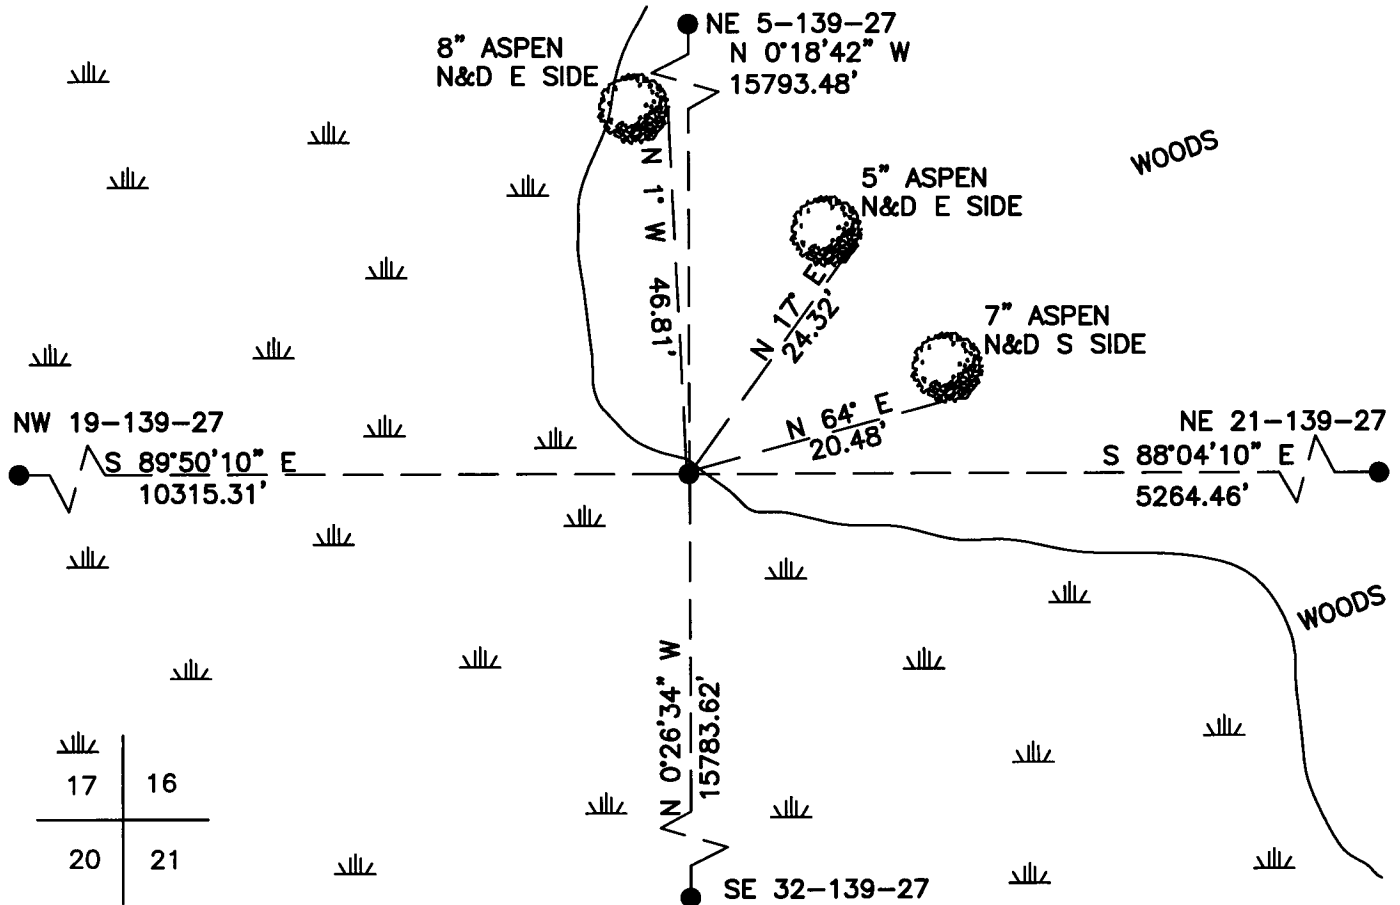 NE 5-139-27
N 0°18'42" W
15793.48'
8" ASPEN
N&D E SIDE
WOODS
5" ASPEN
N&D E SIDE
N 1° W 46.81'
N 17° E
24.32'
7" ASPEN
N&D S SIDE
N 64° E
20.48'
NW 19-139-27
S 89°50'10" E
10315.31'
NE 21-139-27
S 88°04'10" E
5264.46'
WOODS
N 0°26'34" W
15783.62'
17 16
20 21
SE 32-139-27